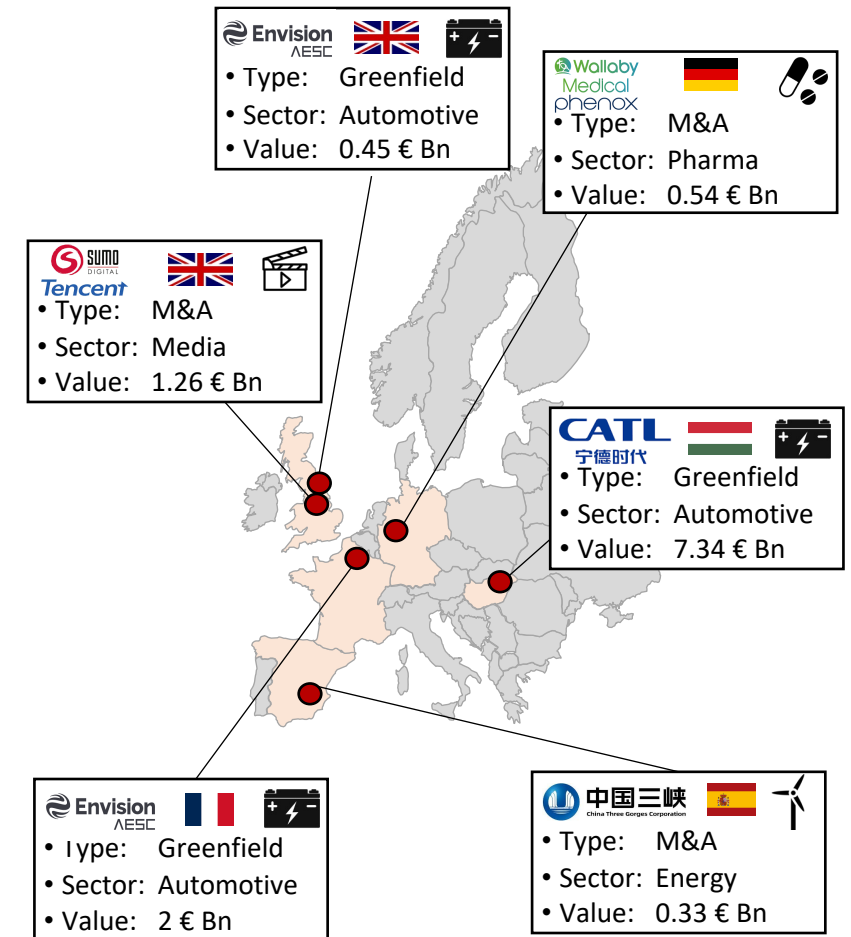 Envision
AESC
• Type: Greenfield
• Sector: Automotive
• Value: 0.45 € Bn
Wallaby
Medical
phenox
• Type: M&A
• Sector: Pharma
• Value: 0.54 € Bn
SUMO
DIGITAL
Tencent
• Type: M&A
• Sector: Media
• Value: 1.26 € Bn
CATL
宁德时代
• Type: Greenfield
• Sector: Automotive
• Value: 7.34 € Bn
Envision
AESC
• Type: Greenfield
• Sector: Automotive
• Value: 2 € Bn
中国三峡
China Three Gorges Corporation
• Type: M&A
• Sector: Energy
• Value: 0.33 € Bn